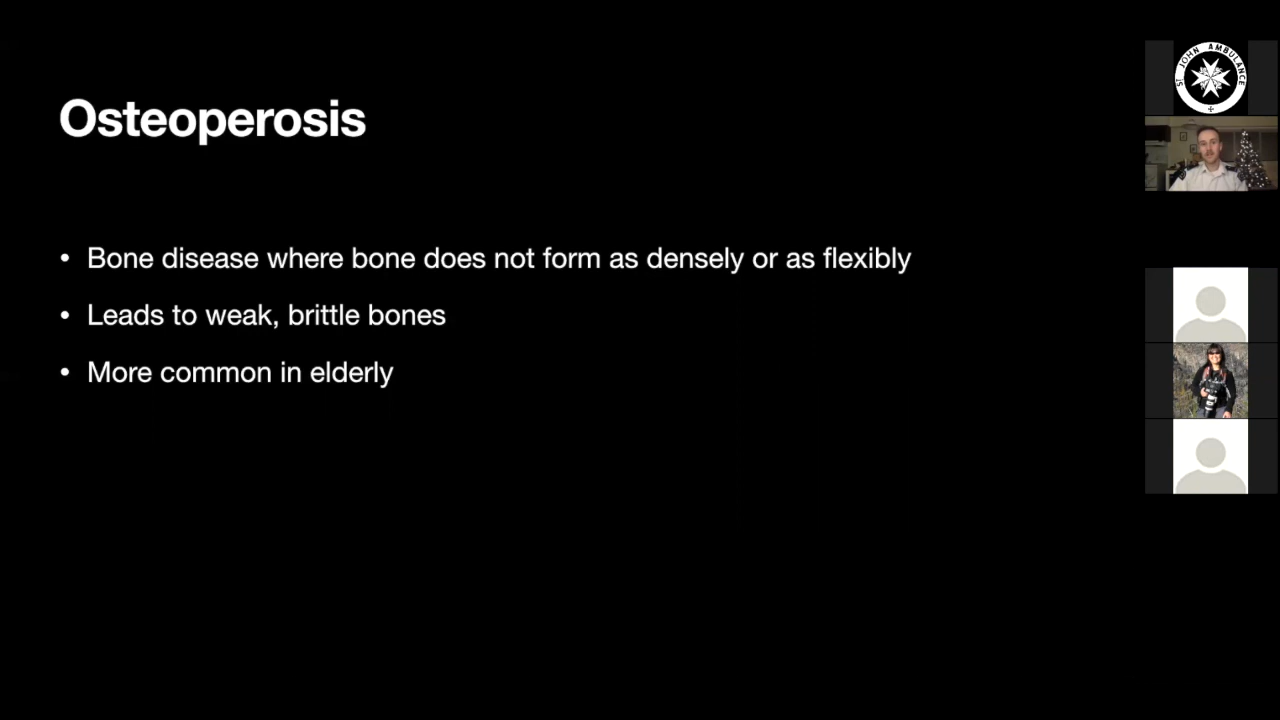 Osteoperosis
• Bone disease where bone does not form as densely or as flexibly
• Leads to weak, brittle bones
• More common in elderly
ST JOHN AMBULANCE